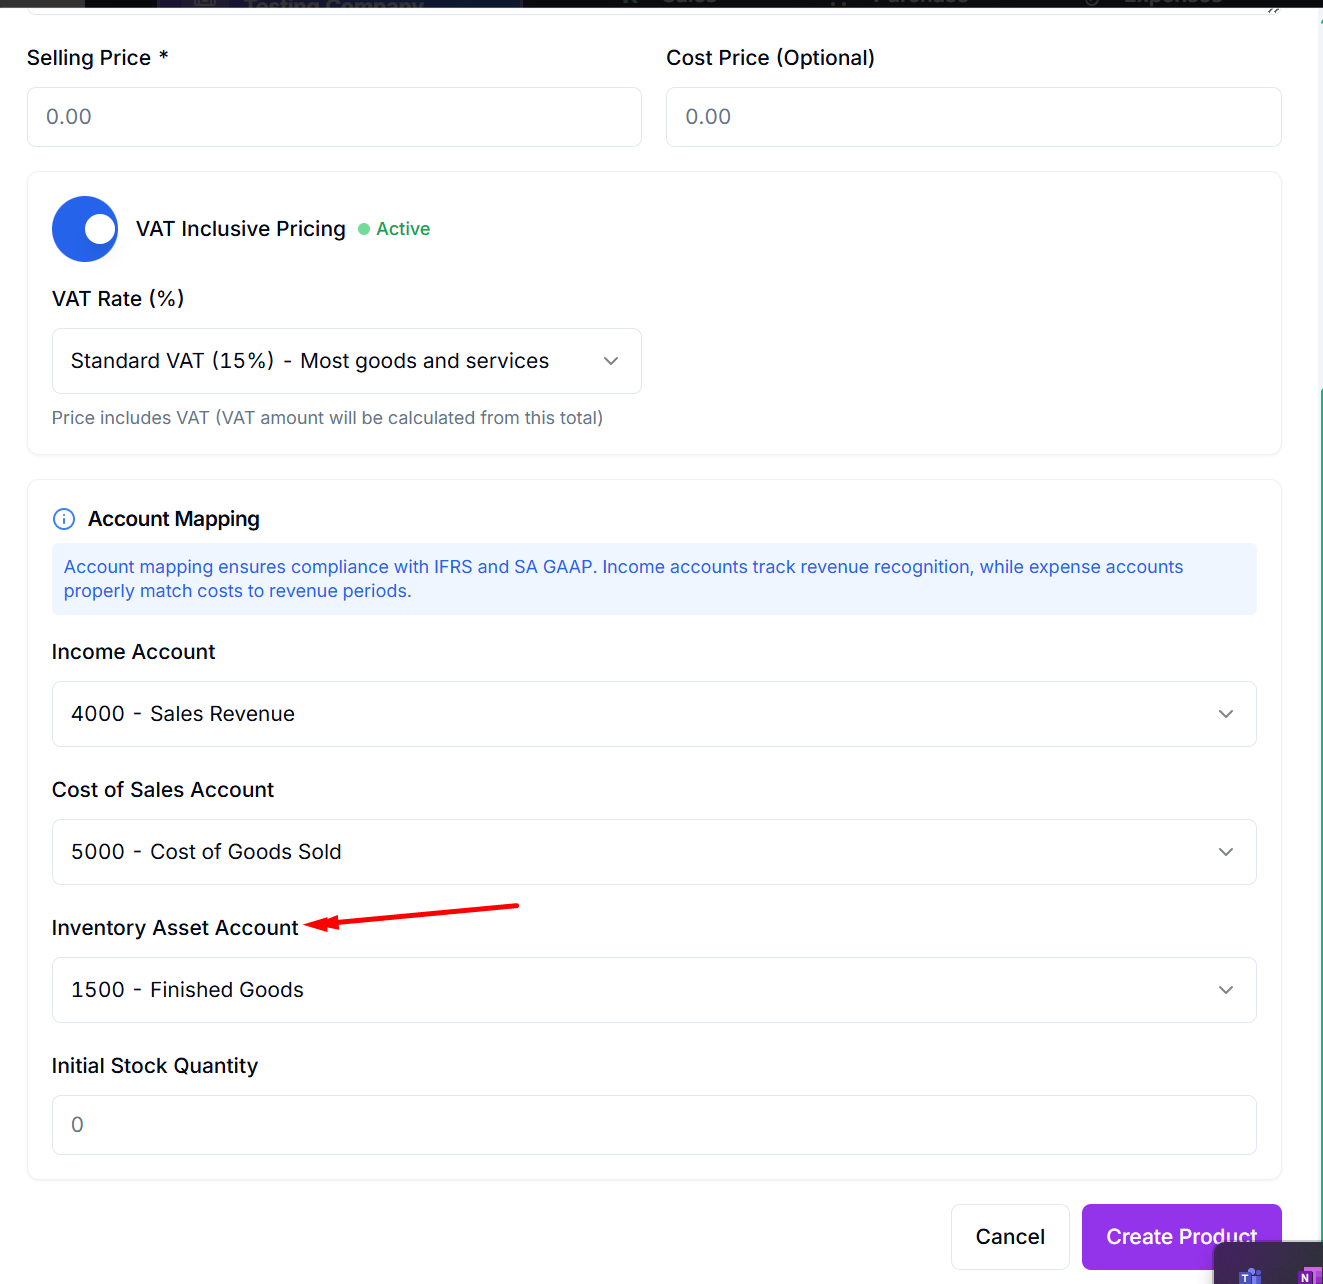 Testing Company
Selling Price *
Cost Price (Optional)
0.00
0.00
VAT Inclusive Pricing
Active
VAT Rate (%)
Standard VAT (15%) - Most goods and services
Price includes VAT (VAT amount will be calculated from this total)
Account Mapping
Account mapping ensures compliance with IFRS and SA GAAP. Income accounts track revenue recognition, while expense accounts
properly match costs to revenue periods.
Income Account
4000 - Sales Revenue
Cost of Sales Account
5000 - Cost of Goods Sold
Inventory Asset Account
1500 - Finished Goods
Initial Stock Quantity
0
Cancel
Create Product